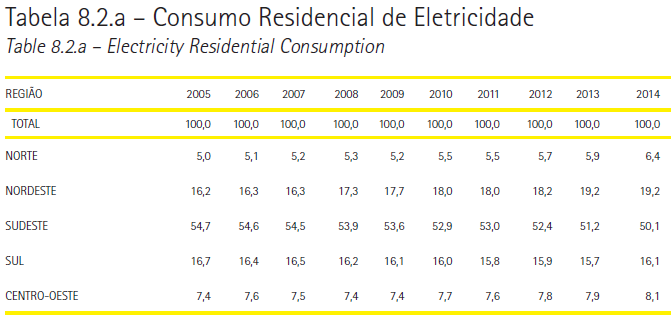 Tabela 8.2.a – Consumo Residencial de Eletricidade
Table 8.2.a – Electricity Residential Consumption
REGIÃO 2005 2006 2007 2008 2009 2010 2011 2012 2013 2014
TOTAL 100,0 100,0 100,0 100,0 100,0 100,0 100,0 100,0 100,0 100,0
NORTE 5,0 5,1 5,2 5,3 5,2 5,5 5,5 5,7 5,9 6,4
NORDESTE 16,2 16,3 16,3 17,3 17,7 18,0 18,0 18,2 19,2 19,2
SUDESTE 54,7 54,6 54,5 53,9 53,6 52,9 53,0 52,4 51,2 50,1
SUL 16,7 16,4 16,5 16,2 16,1 16,0 15,8 15,9 15,7 16,1
CENTRO-OESTE 7,4 7,6 7,5 7,4 7,4 7,7 7,6 7,8 7,9 8,1